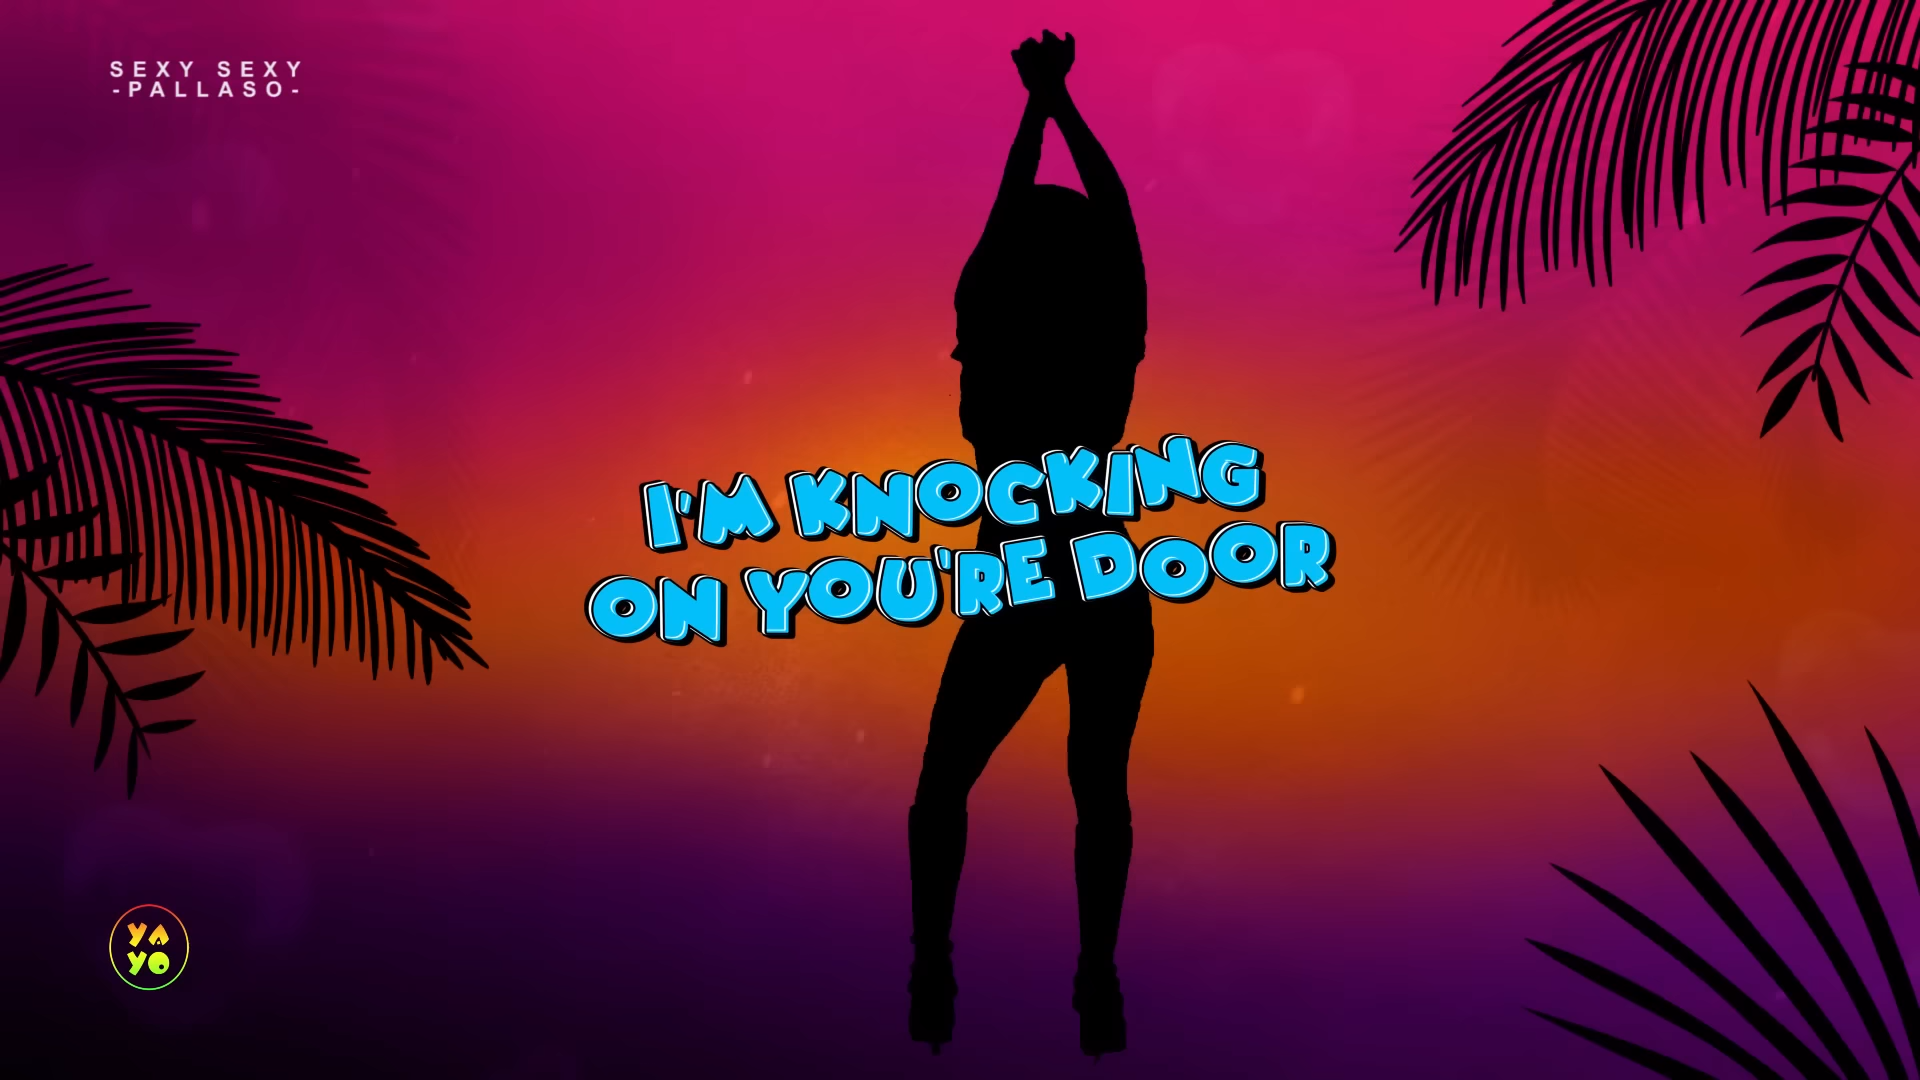 SEXY SEXY
-PALLASO-
I'M KNOCKING
ON YOU'RE DOOR
YA
YO